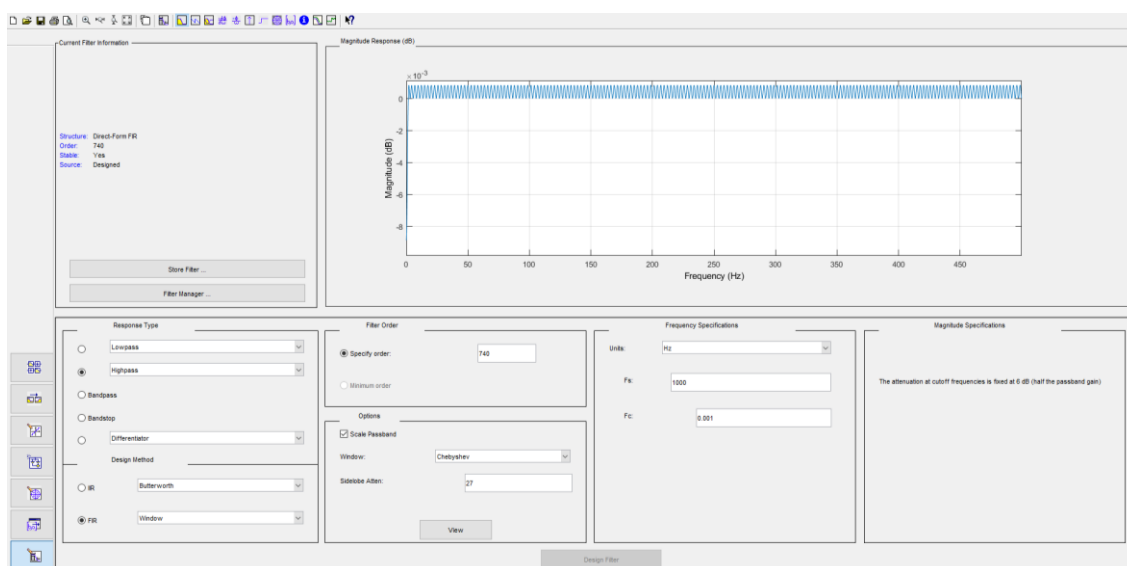 Current Filter Information
Structure: Direct-Form FIR
Order: 740
Stable: Yes
Source: Designed
Store Filter ...
Filter Manager ...
Magnitude Response (dB)
× 10⁻³
0
-2
-4
-6
-8
Magnitude (dB)
0 50 100 150 200 250 300 350 400 450
Frequency (Hz)
Response Type
Lowpass
Highpass
Bandpass
Bandstop
Differentiator
Design Method
IIR Butterworth
FIR Window
Filter Order
Specify order: 740
Minimum order
Options
Scale Passband
Window: Chebyshev
Sidelobe Atten: 27
View
Frequency Specifications
Units: Hz
Fs: 1000
Fc: 0.001
Magnitude Specifications
The attenuation at cutoff frequencies is fixed at 6 dB (half the passband gain)
Design Filter